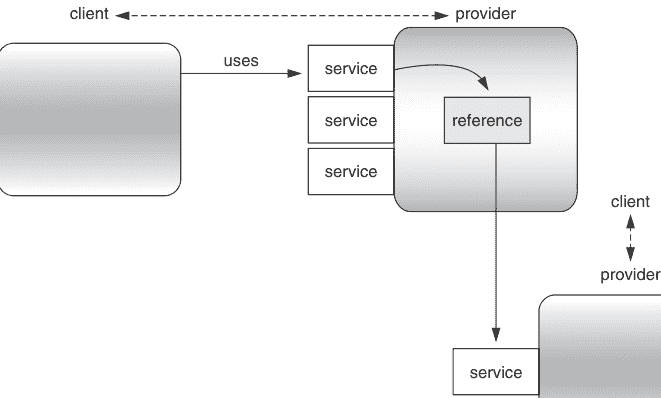 client
provider
uses
service
reference
service
service
client
provider
service